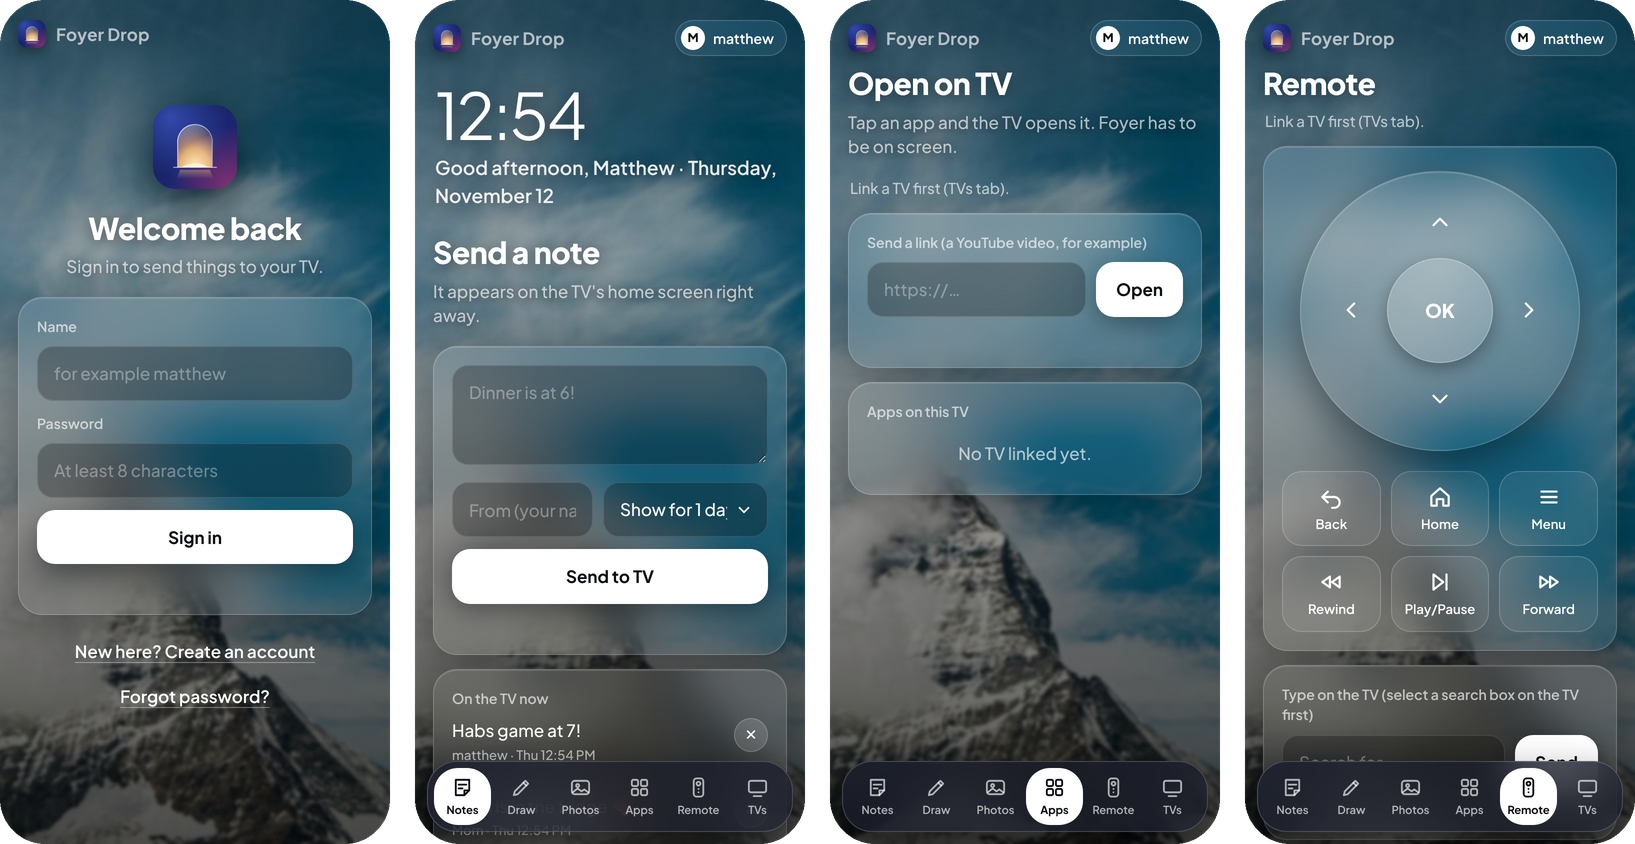 Foyer Drop
Welcome back
Sign in to send things to your TV.
Name
for example matthew
Password
At least 8 characters
Sign in
New here? Create an account
Forgot password?
Foyer Drop
M matthew
12:54
Good afternoon, Matthew · Thursday,
November 12
Send a note
It appears on the TV's home screen right
away.
Dinner is at 6!
From (your na
Show for 1 da
Send to TV
On the TV now
Habs game at 7!
matthew · Thu 12:54 PM
Mom · Thu 12:54 PM
Notes
Draw
Photos
Apps
Remote
TVs
Foyer Drop
M matthew
Open on TV
Tap an app and the TV opens it. Foyer has to
be on screen.
Link a TV first (TVs tab).
Send a link (a YouTube video, for example)
https://...
Open
Apps on this TV
No TV linked yet.
Notes
Draw
Photos
Apps
Remote
TVs
Foyer Drop
M matthew
Remote
Link a TV first (TVs tab).
OK
Back
Home
Menu
Rewind
Play/Pause
Forward
Type on the TV (select a search box on the TV
first)
Search for
Send
Notes
Draw
Photos
Apps
Remote
TVs